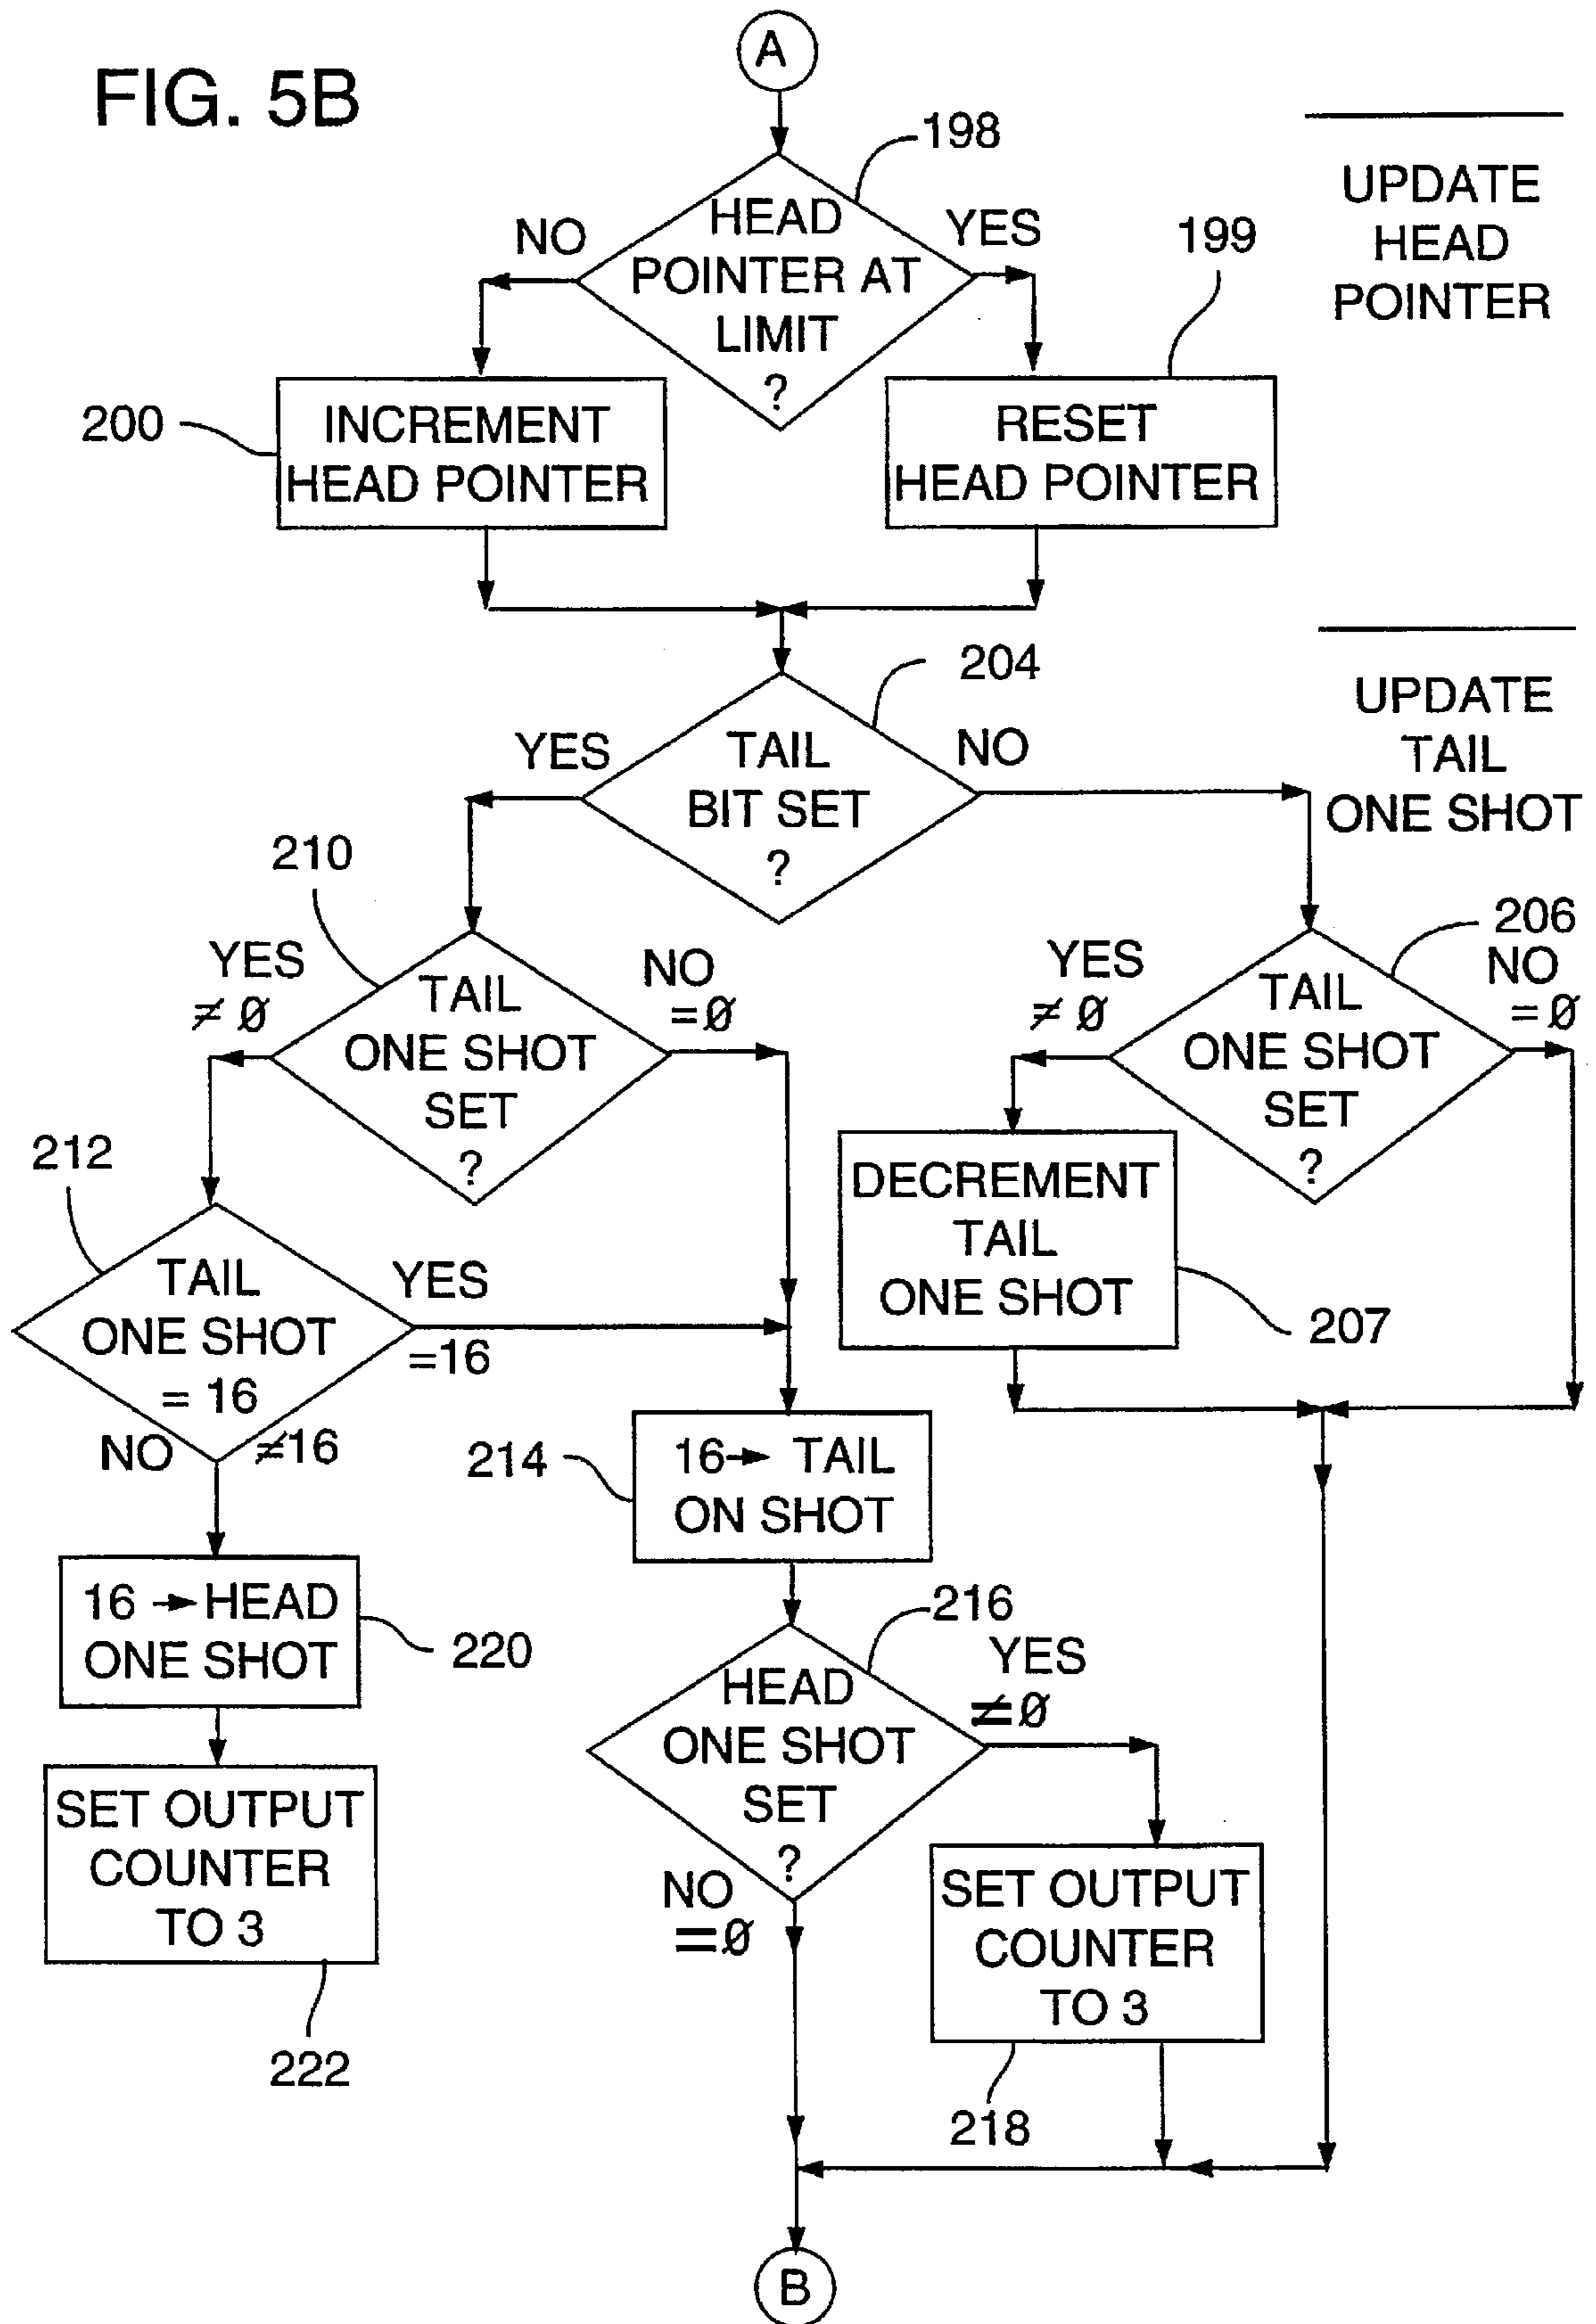 FIG. 5B
A
198
UPDATE
HEAD
POINTER
NO
HEAD
POINTER AT
LIMIT
?
YES
199
200
INCREMENT
HEAD POINTER
RESET
HEAD POINTER
204
UPDATE
TAIL
ONE SHOT
YES
TAIL
BIT SET
?
NO
210
YES
≠ Ø
TAIL
ONE SHOT
SET
?
NO
=Ø
206
YES
≠ Ø
TAIL
ONE SHOT
SET
?
NO
=Ø
212
TAIL
ONE SHOT
= 16
YES
=16
NO
≠16
DECREMENT
TAIL
ONE SHOT
207
214
16→ TAIL
ON SHOT
16 →HEAD
ONE SHOT
220
216
HEAD
ONE SHOT
SET
?
YES
≠Ø
NO
=Ø
SET OUTPUT
COUNTER
TO 3
222
SET OUTPUT
COUNTER
TO 3
218
B